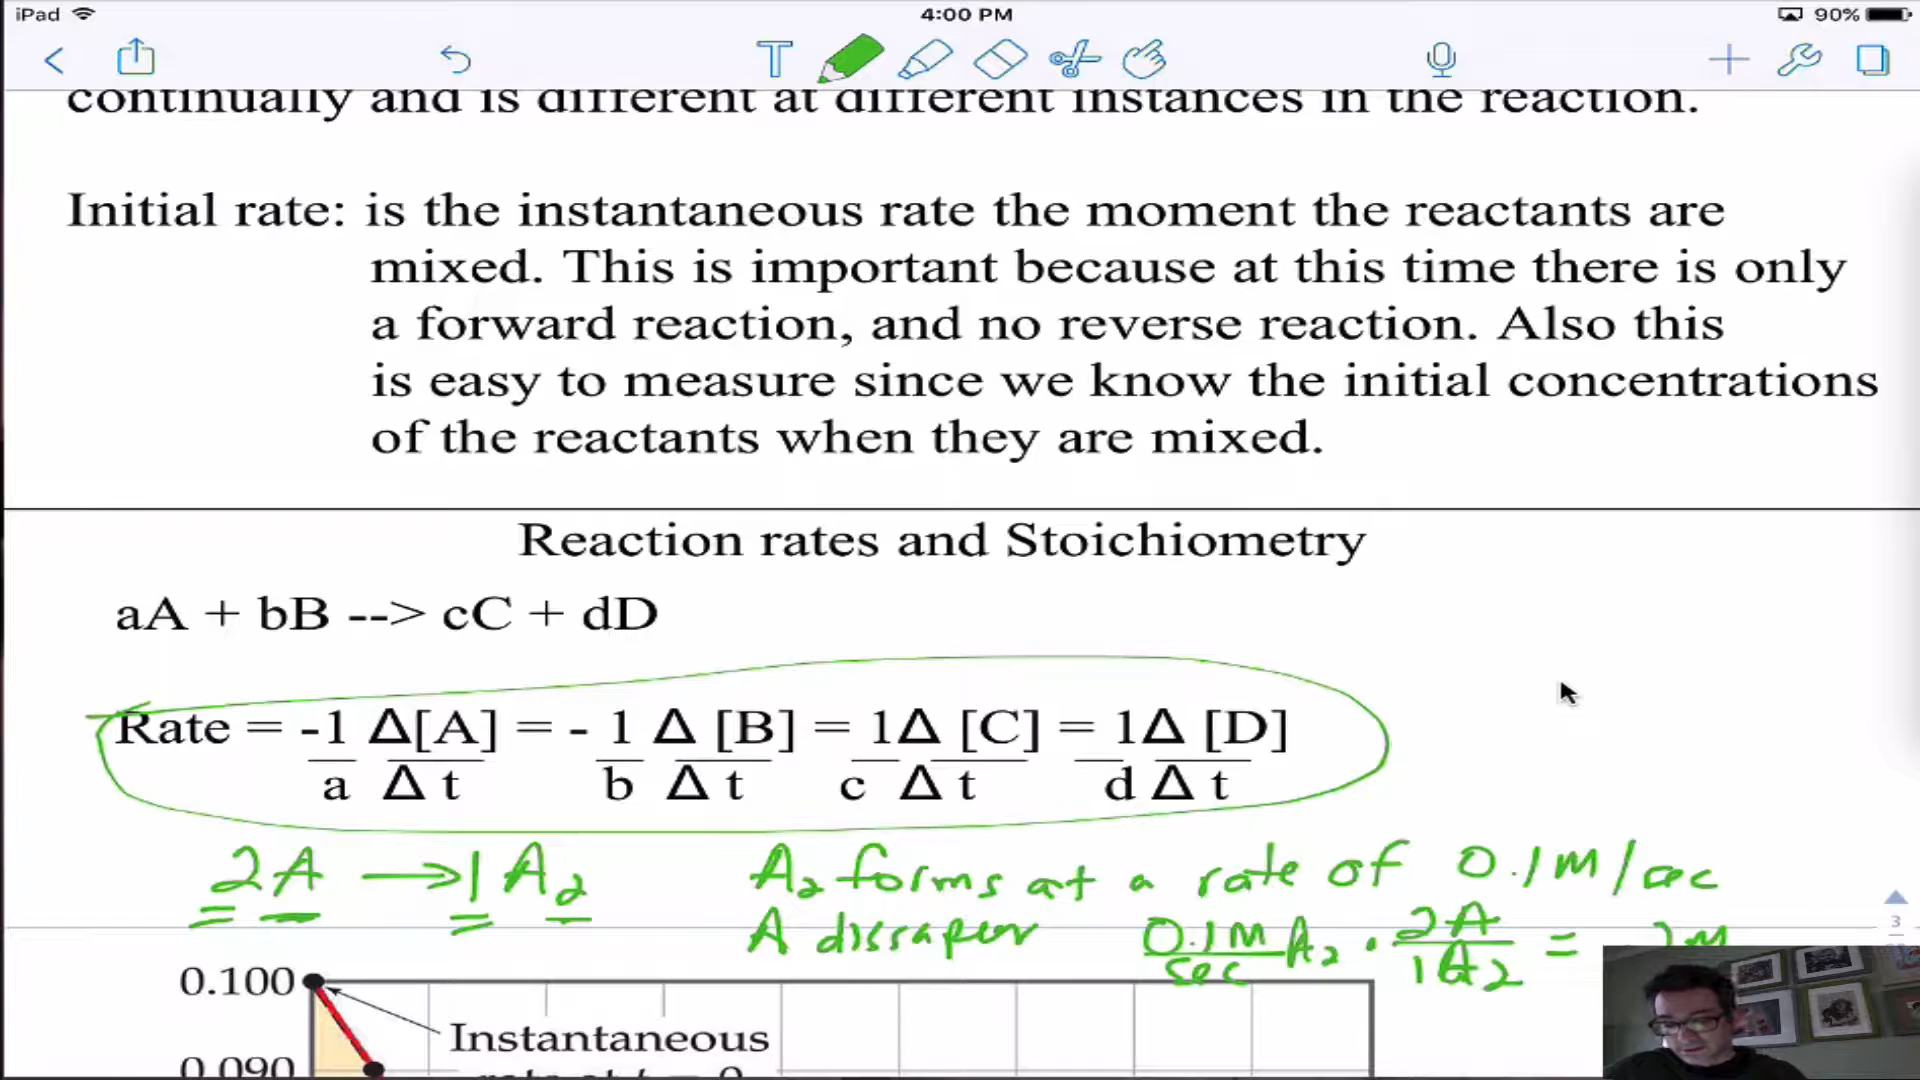 iPad 4:00 PM 90%
T
continually and is different at different instances in the reaction.
Initial rate: is the instantaneous rate the moment the reactants are
mixed. This is important because at this time there is only
a forward reaction, and no reverse reaction. Also this
is easy to measure since we know the initial concentrations
of the reactants when they are mixed.
Reaction rates and Stoichiometry
aA + bB --> cC + dD
Rate = -1 Δ[A] = - 1 Δ [B] = 1Δ [C] = 1Δ [D]
a Δ t b Δ t c Δ t d Δ t
2A → 1 A2 A2 forms at a rate of 0.1M/sec
A dissaper 0.1M/sec A2 · 2A/1A2 =
3
0.100
Instantaneous
0.090